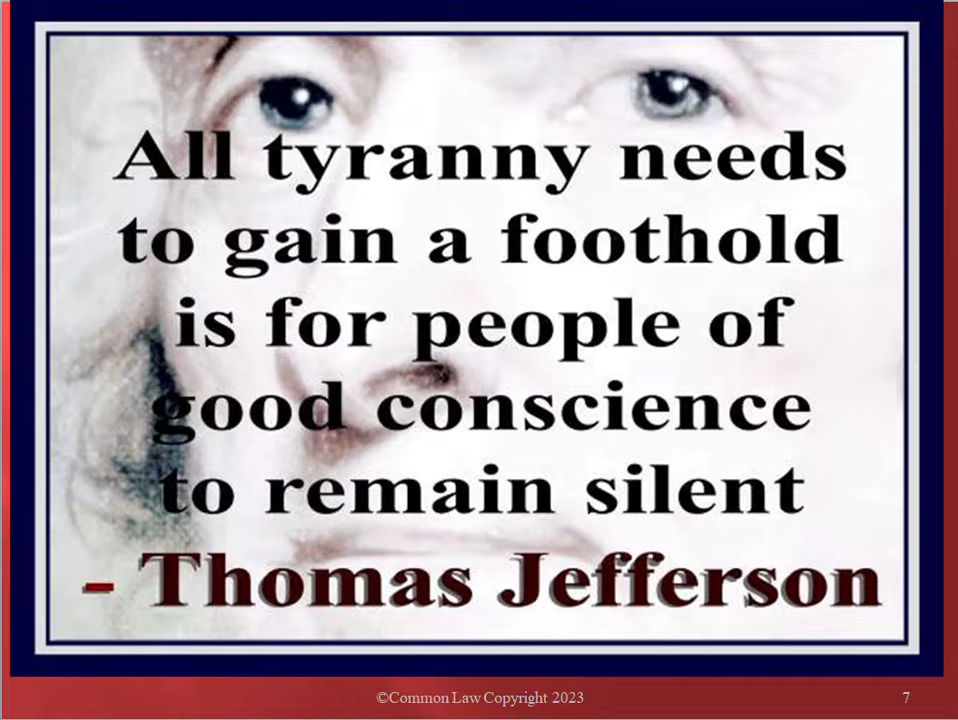 All tyranny needs
to gain a foothold
is for people of
good conscience
to remain silent
- Thomas Jefferson
©Common Law Copyright 2023
7